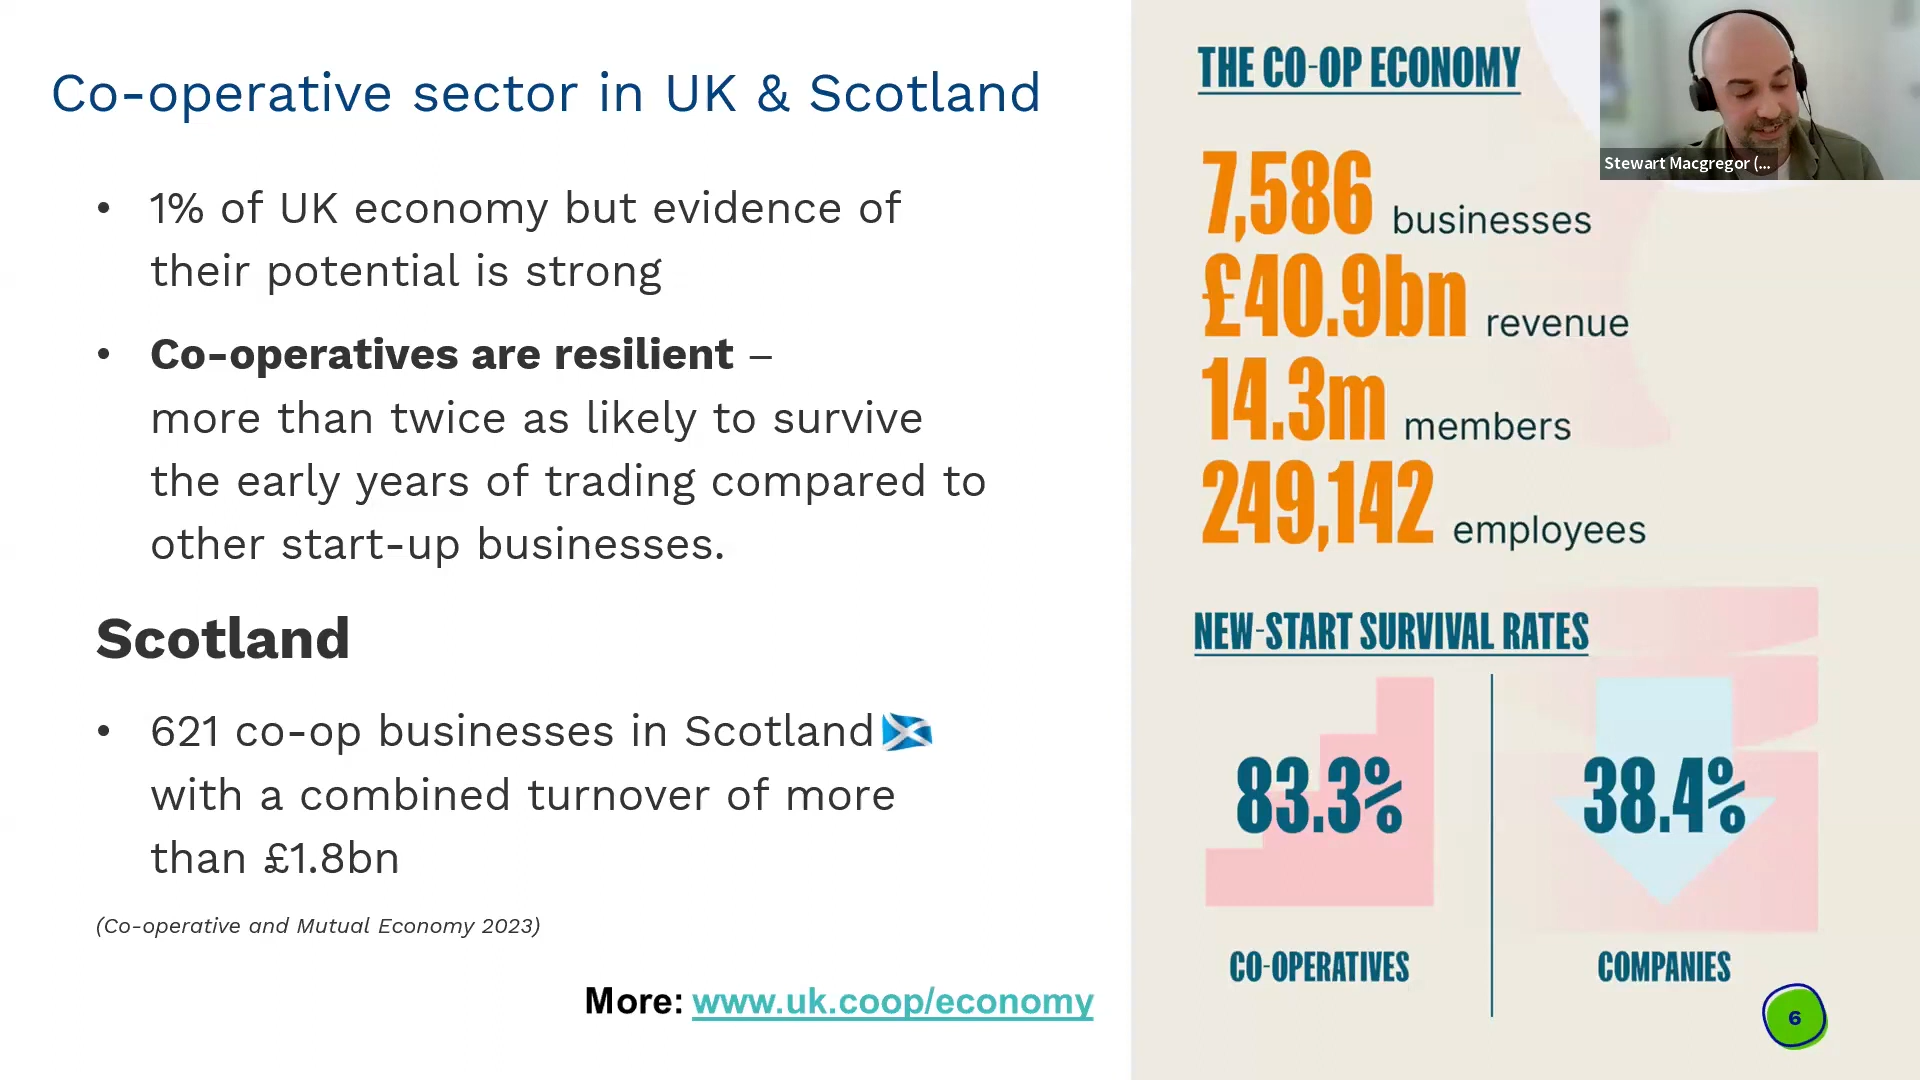 Co-operative sector in UK & Scotland
• 1% of UK economy but evidence of
their potential is strong
• Co-operatives are resilient –
more than twice as likely to survive
the early years of trading compared to
other start-up businesses.
Scotland
• 621 co-op businesses in Scotland
with a combined turnover of more
than £1.8bn
(Co-operative and Mutual Economy 2023)
More: www.uk.coop/economy
THE CO-OP ECONOMY
7,586 businesses
£40.9bn revenue
14.3m members
249,142 employees
NEW-START SURVIVAL RATES
83.3%
CO-OPERATIVES
38.4%
COMPANIES
6
Stewart Macgregor (...